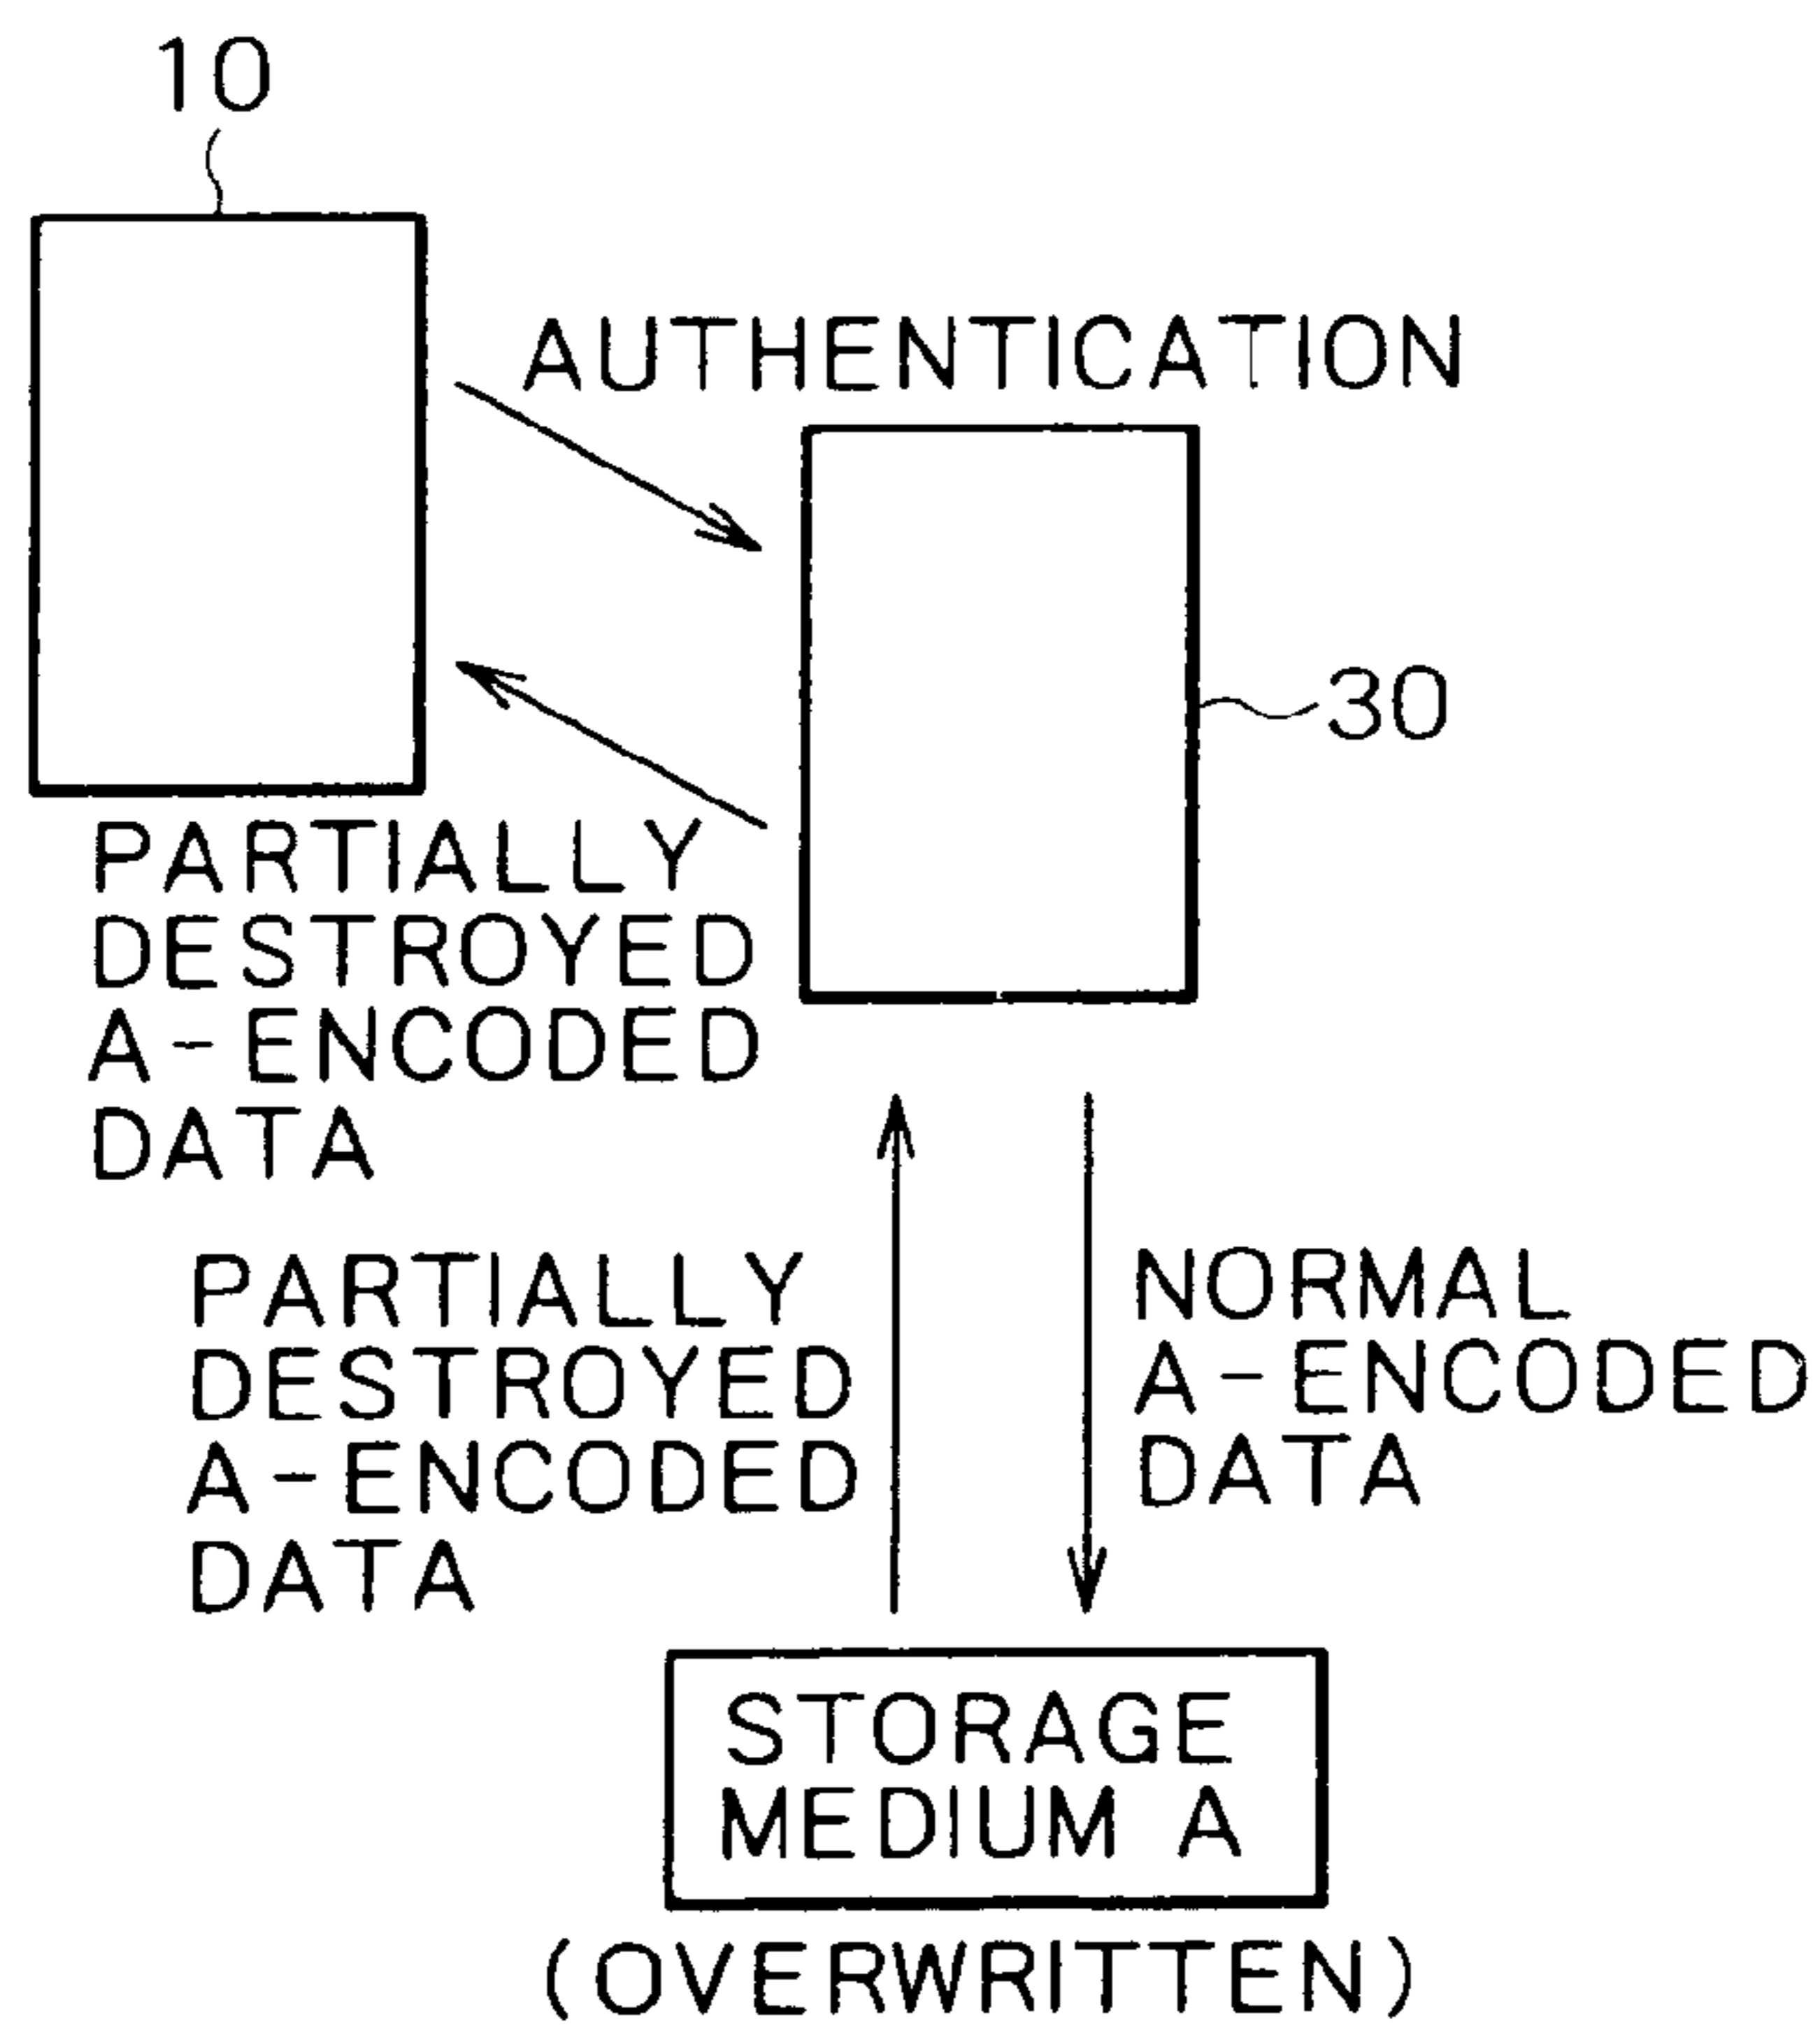 10
AUTHENTICATION
30
PARTIALLY
DESTROYED
A-ENCODED
DATA
PARTIALLY
DESTROYED
A-ENCODED
DATA
NORMAL
A-ENCODED
DATA
STORAGE
MEDIUM A
(OVERWRITTEN)